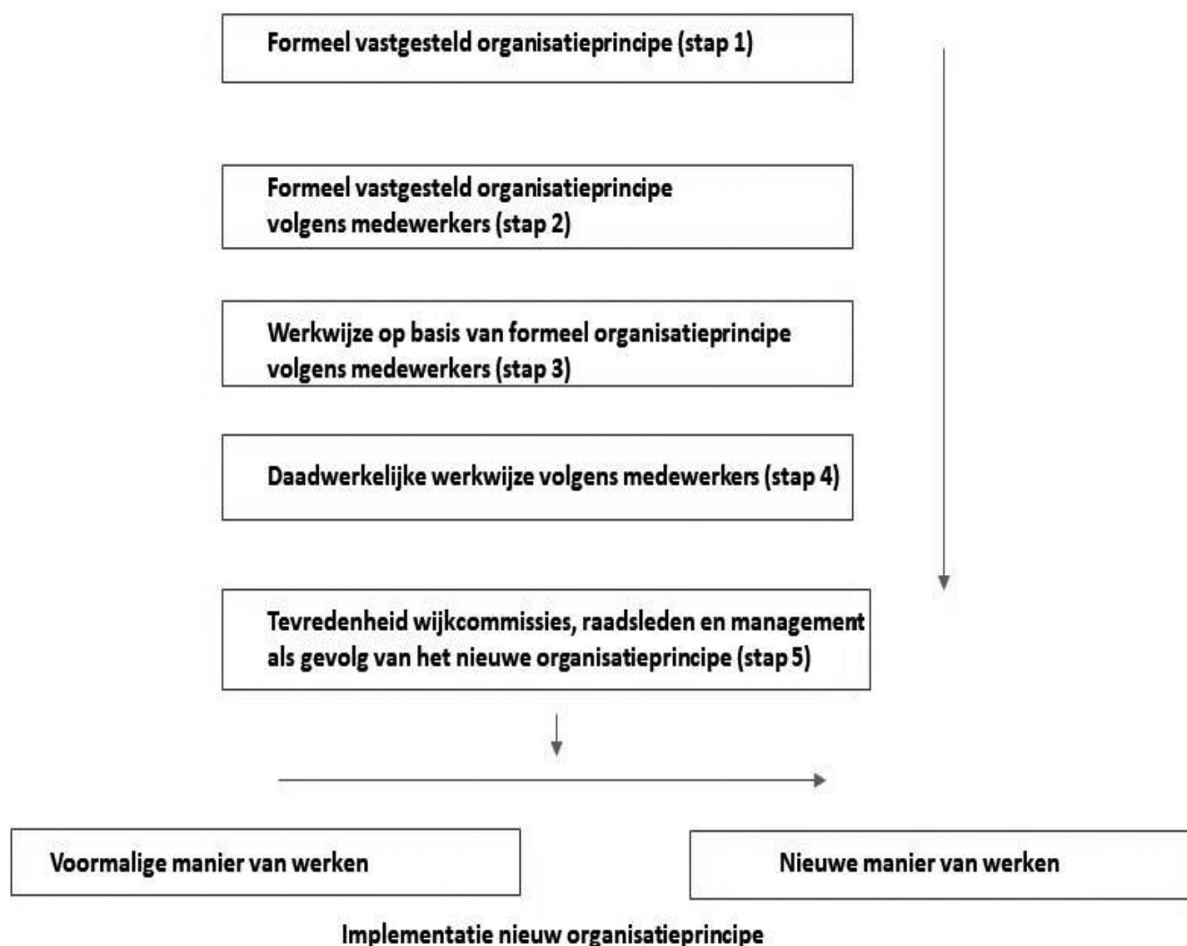 Formeel vastgesteld organisatieprincipe (stap 1)
Formeel vastgesteld organisatieprincipe
volgens medewerkers (stap 2)
Werkwijze op basis van formeel organisatieprincipe
volgens medewerkers (stap 3)
Daadwerkelijke werkwijze volgens medewerkers (stap 4)
Tevredenheid wijkcommissies, raadsleden en management
als gevolg van het nieuwe organisatieprincipe (stap 5)
Voormalige manier van werken
Nieuwe manier van werken
Implementatie nieuw organisatieprincipe